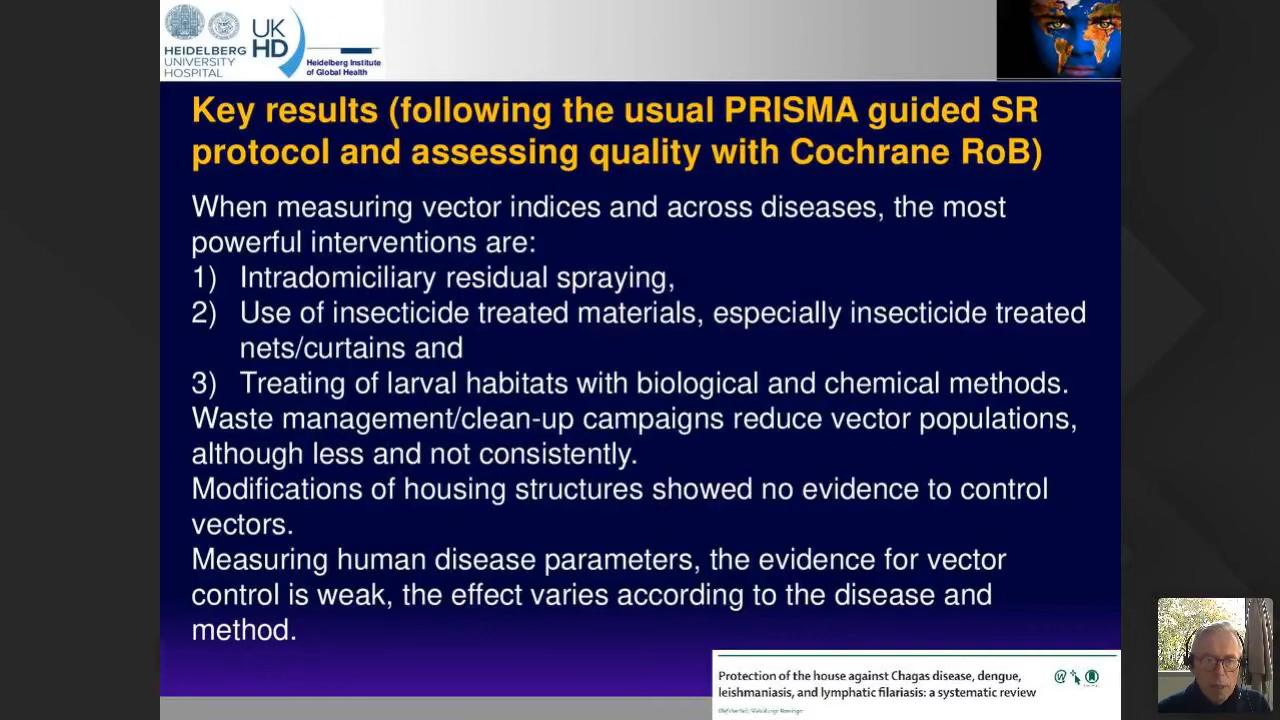 HEIDELBERG
UNIVERSITY
HOSPITAL
UK
HD
Heidelberg Institute
of Global Health
Key results (following the usual PRISMA guided SR
protocol and assessing quality with Cochrane RoB)
When measuring vector indices and across diseases, the most
powerful interventions are:
1) Intradomiciliary residual spraying,
2) Use of insecticide treated materials, especially insecticide treated
nets/curtains and
3) Treating of larval habitats with biological and chemical methods.
Waste management/clean-up campaigns reduce vector populations,
although less and not consistently.
Modifications of housing structures showed no evidence to control
vectors.
Measuring human disease parameters, the evidence for vector
control is weak, the effect varies according to the disease and
method.
Protection of the house against Chagas disease, dengue,
leishmaniasis, and lymphatic filariasis: a systematic review